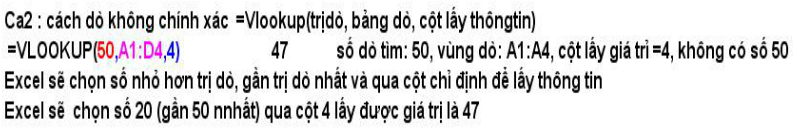 Ca2 : cách dò không chính xác =Vlookup(trịdò, bảng dò, cột lấy thôngtin)
=VLOOKUP(50,A1:D4,4) 47 số dò tìm: 50, vùng dò: A1:A4, cột lấy giá trỉ =4, không có số 50
Excel sẽ chọn số nhỏ hơn trị dò, gần trị dò nhất và qua cột chỉ định để lấy thông tin
Excel sẽ chọn số 20 (gần 50 nnhất) qua cột 4 lấy được giá trị là 47